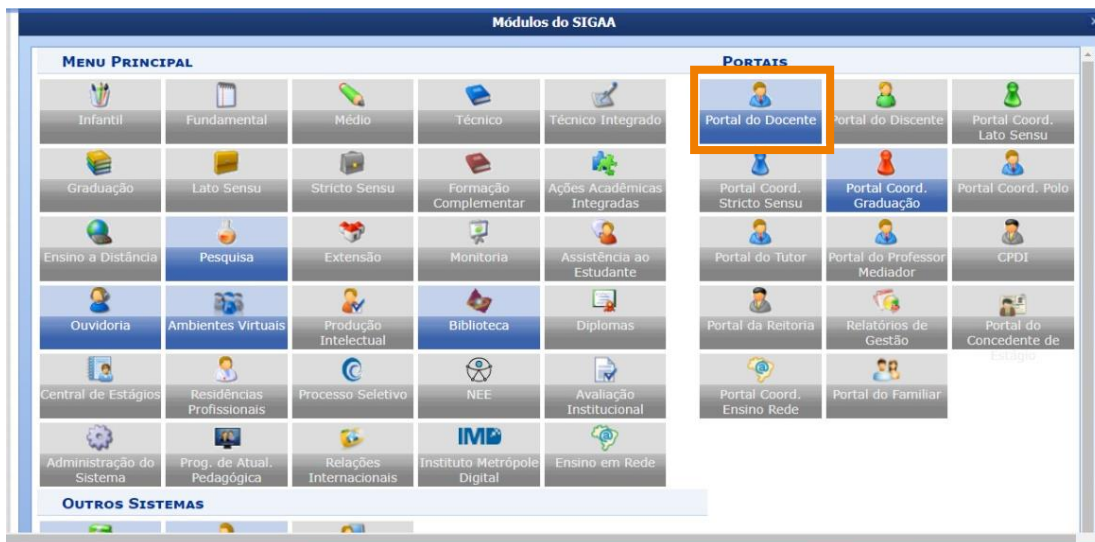 Módulos do SIGAA
MENU PRINCIPAL
Infantil
Fundamental
Médio
Técnico
Técnico Integrado
Graduação
Lato Sensu
Stricto Sensu
Formação
Complementar
Ações Acadêmicas
Integradas
Ensino a Distância
Pesquisa
Extensão
Monitoria
Assistência ao
Estudante
Ouvidoria
Ambientes Virtuais
Produção
Intelectual
Biblioteca
Diplomas
Central de Estágios
Residências
Profissionais
Processo Seletivo
NEE
Avaliação
Institucional
Administração do
Sistema
Prog. de Atual.
Pedagógica
Relações
Internacionais
IMD
Instituto Metrópole
Digital
Ensino em Rede
OUTROS SISTEMAS
PORTAIS
Portal do Docente
Portal do Discente
Portal Coord.
Lato Sensu
Portal Coord.
Stricto Sensu
Portal Coord.
Graduação
Portal Coord. Polo
Portal do Tutor
Portal do Professor
Mediador
CPDI
Portal da Reitoria
Relatórios de
Gestão
Portal do
Concedente de
Estágio
Portal Coord.
Ensino Rede
Portal do Familiar